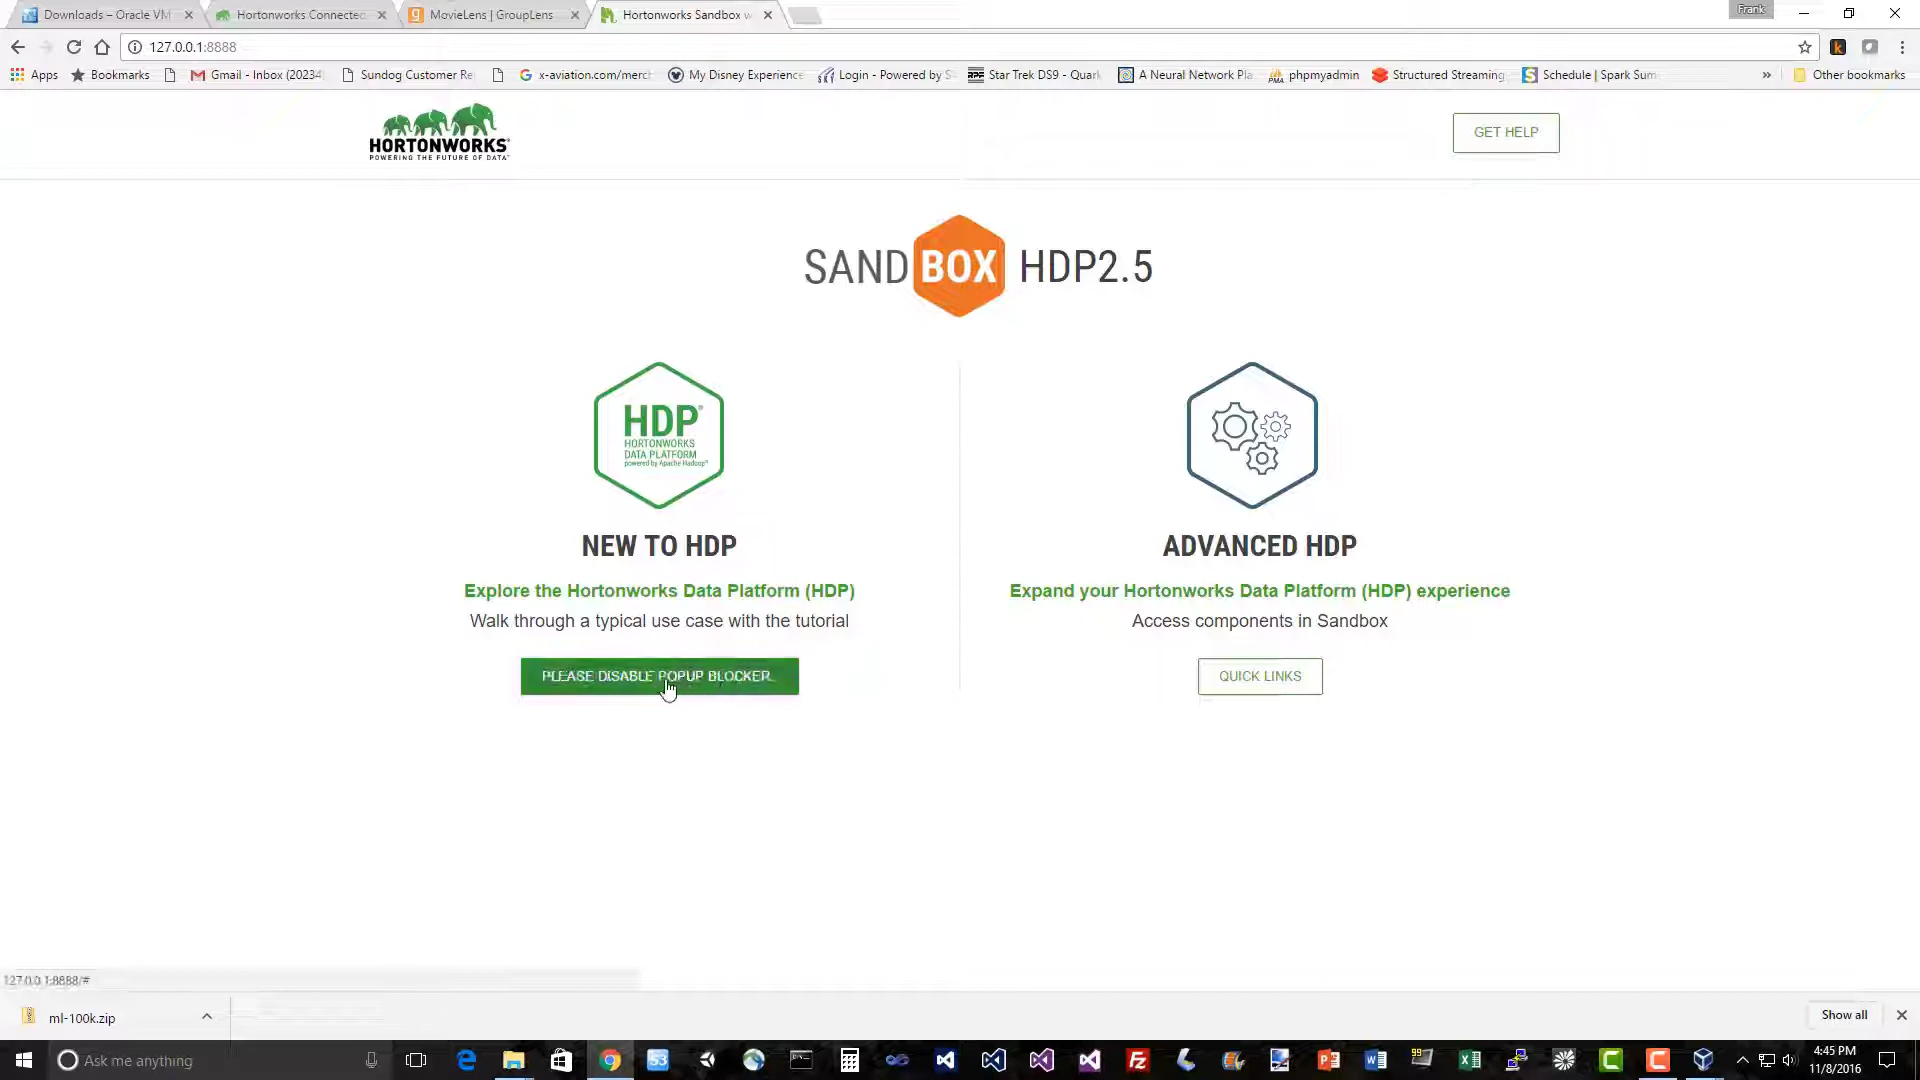 Frank
Downloads – Oracle VM
Hortonworks Connected
MovieLens | GroupLens
Hortonworks Sandbox w
127.0.0.1:8888
Apps
Bookmarks
Gmail - Inbox (20234
Sundog Customer Re
x-aviation.com/merch
My Disney Experience
Login - Powered by S
Star Trek DS9 - Quark
A Neural Network Pla
phpmyadmin
Structured Streaming
Schedule | Spark Sum
»
Other bookmarks
HORTONWORKS
POWERING THE FUTURE OF DATA
GET HELP
SANDBOX HDP2.5
HDP
HORTONWORKS
DATA PLATFORM
powered by Apache Hadoop
NEW TO HDP
Explore the Hortonworks Data Platform (HDP)
Walk through a typical use case with the tutorial
PLEASE DISABLE POPUP BLOCKER.
ADVANCED HDP
Expand your Hortonworks Data Platform (HDP) experience
Access components in Sandbox
QUICK LINKS
127.0.0.1:8888/#
ml-100k.zip
Show all
Ask me anything
4:45 PM
11/8/2016